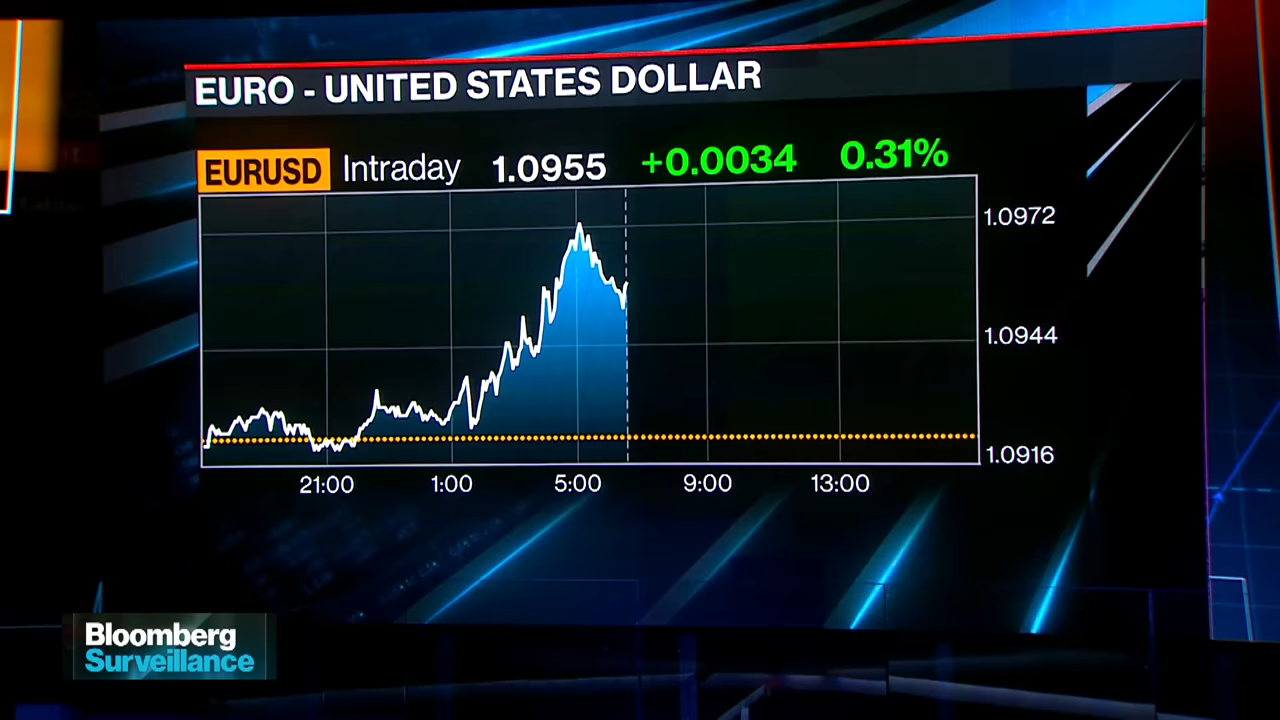 EURO - UNITED STATES DOLLAR
EURUSD Intraday 1.0955 +0.0034 0.31%
1.0972
1.0944
1.0916
21:00 1:00 5:00 9:00 13:00
Bloomberg
Surveillance